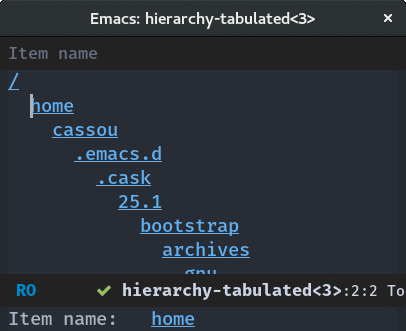 Emacs: hierarchy-tabulated<3> ×
Item name
/
home
cassou
.emacs.d
.cask
25.1
bootstrap
archives
gnu
RO ✔ hierarchy-tabulated<3>:2:2 To
Item name: home